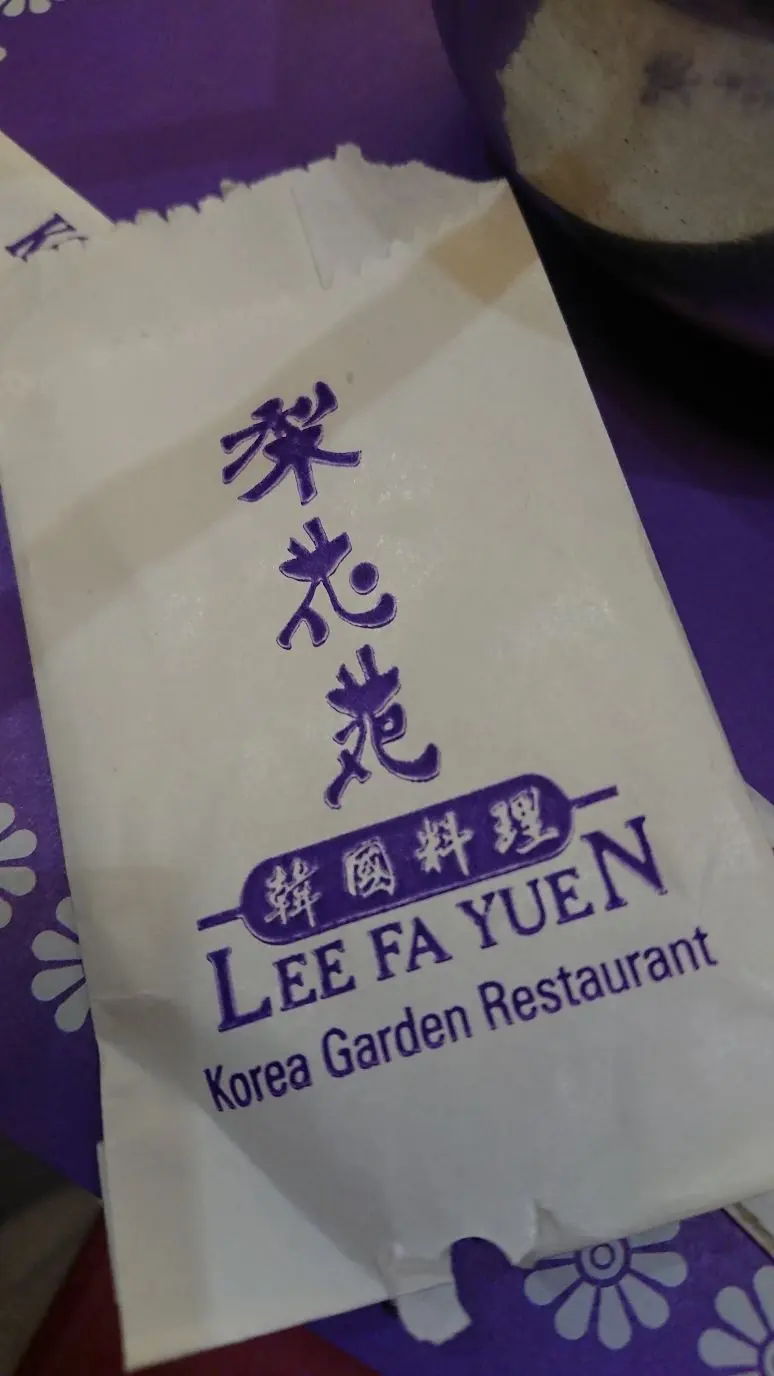 梨花苑
韓國料理
LEE FA YUEN
Korea Garden Restaurant